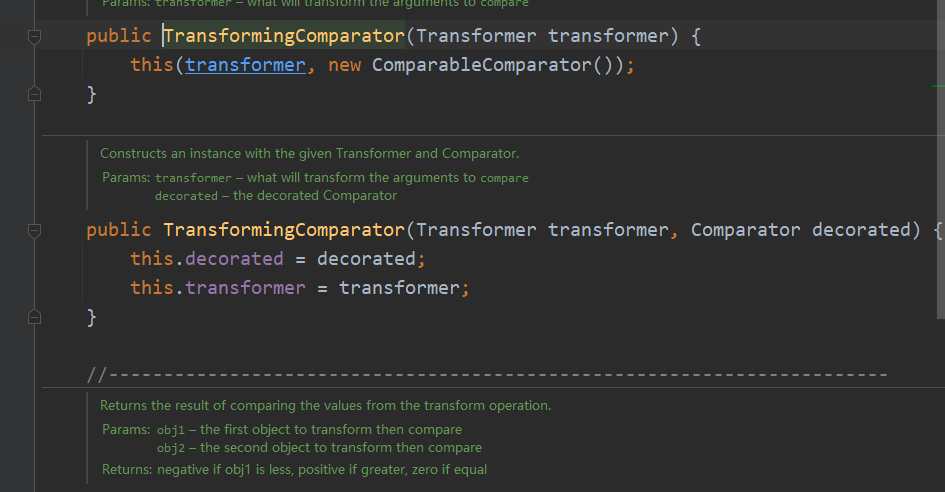 Params: transformer – what will transform the arguments to compare
public TransformingComparator(Transformer transformer) {
this(transformer, new ComparableComparator());
}
Constructs an instance with the given Transformer and Comparator.
Params: transformer – what will transform the arguments to compare
decorated – the decorated Comparator
public TransformingComparator(Transformer transformer, Comparator decorated) {
this.decorated = decorated;
this.transformer = transformer;
}
//-----------------------------------------------------------------------
Returns the result of comparing the values from the transform operation.
Params: obj1 – the first object to transform then compare
obj2 – the second object to transform then compare
Returns: negative if obj1 is less, positive if greater, zero if equal